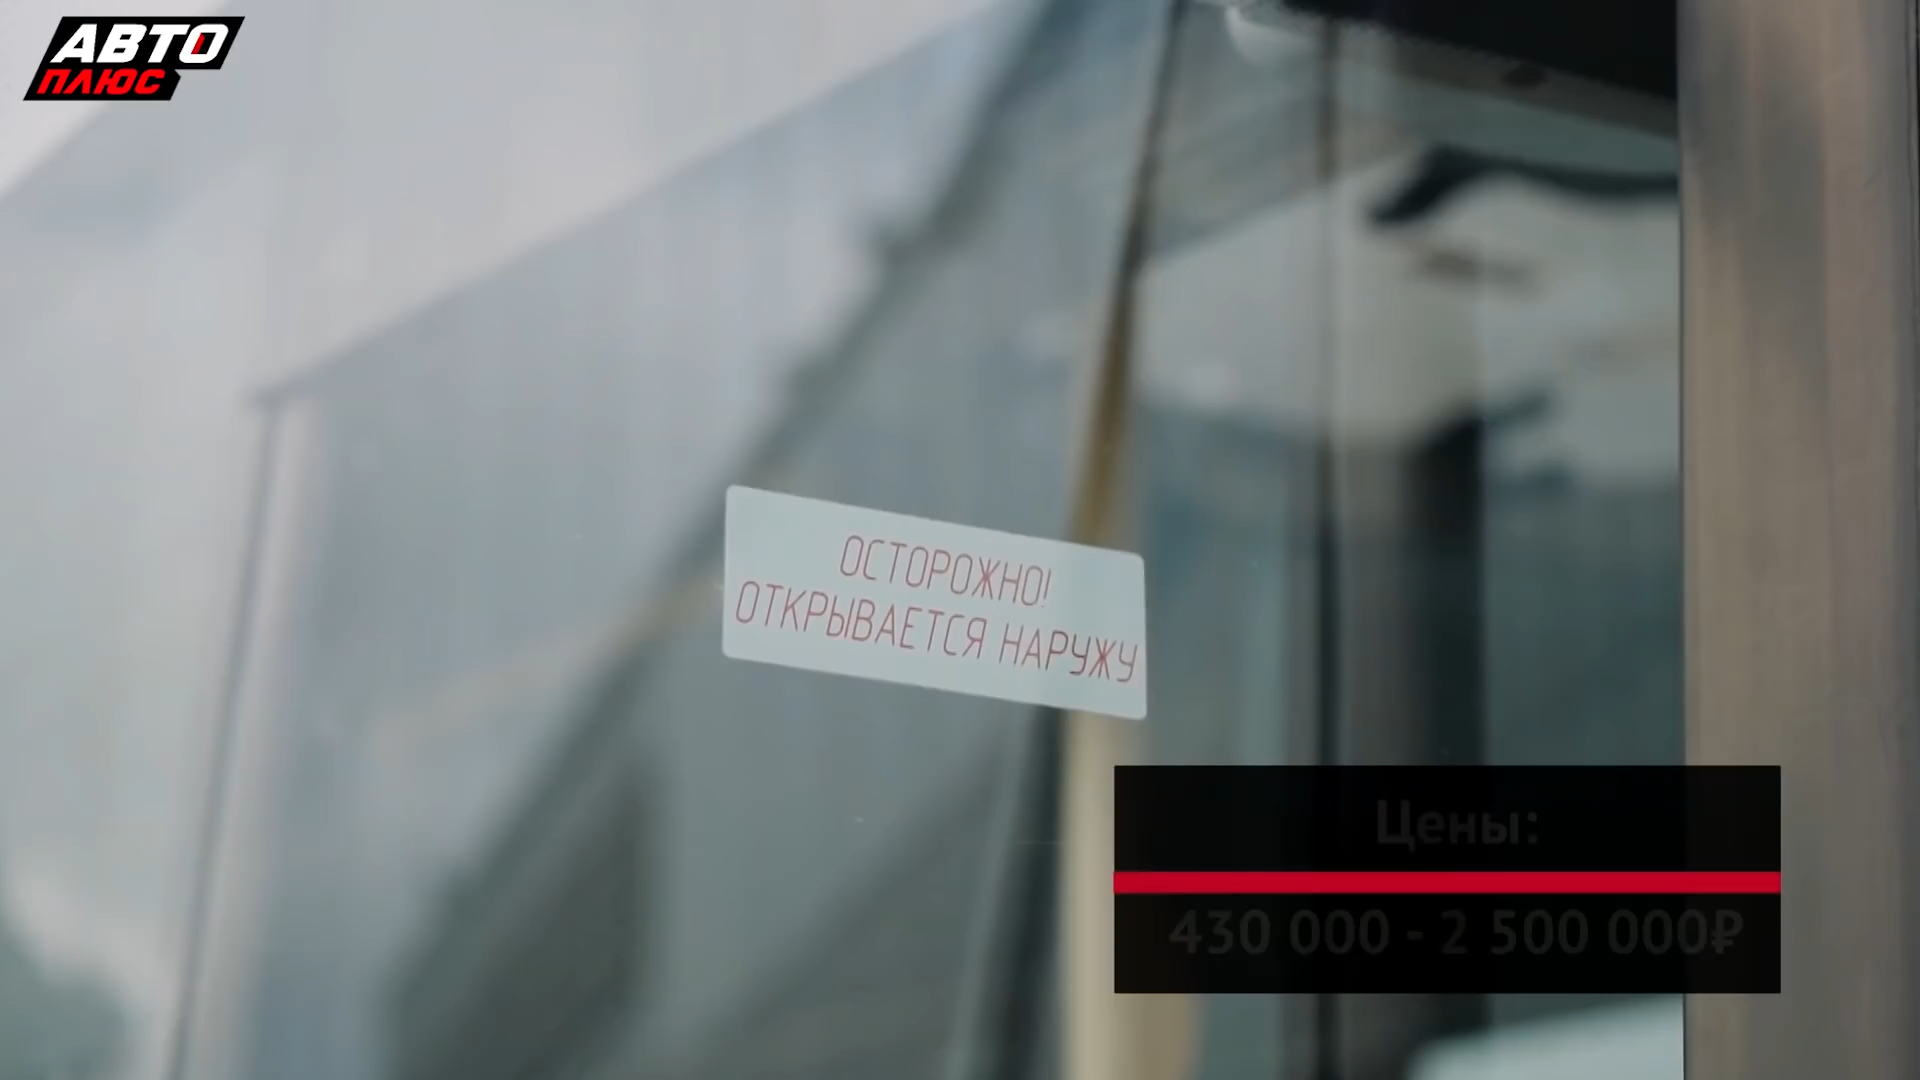 АВТО
ПЛЮС
ОСТОРОЖНО!
ОТКРЫВАЕТСЯ НАРУЖУ
Цены:
430 000 - 2 500 000₽